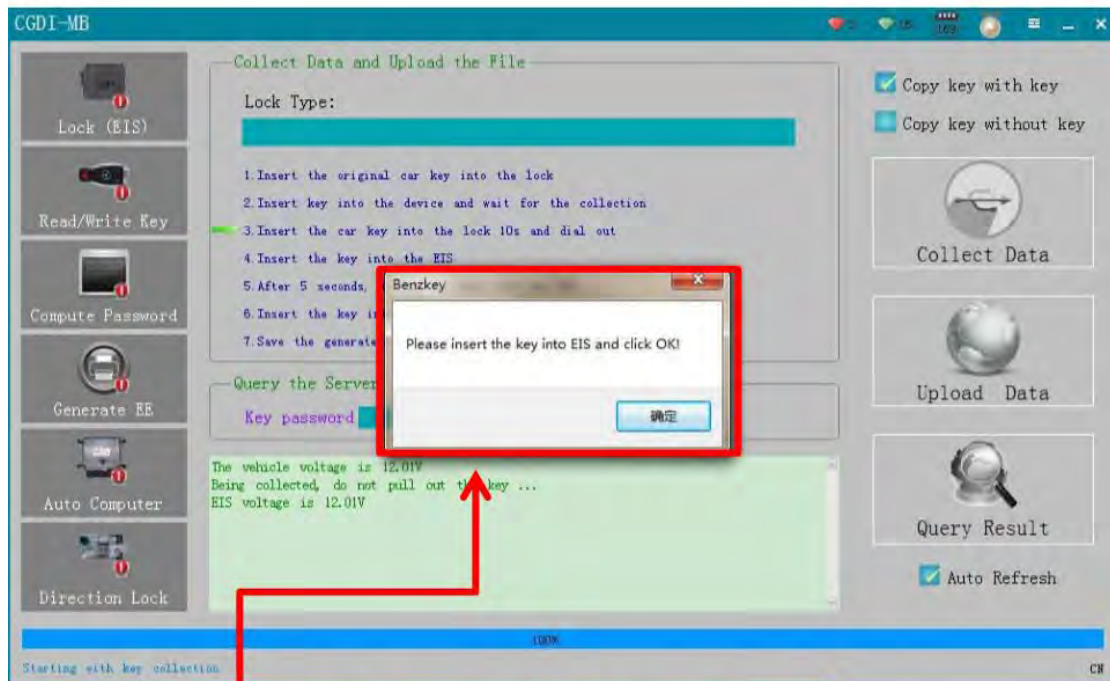 CGDI-MB
169
Lock (EIS)
Read/Write Key
Compute Password
Generate EE
Auto Computer
Direction Lock
Collect Data and Upload the File
Lock Type:
1.Insert the original car key into the lock
2.Insert key into the device and wait for the collection
3.Insert the car key into the lock 10s and dial out
4.Insert the key into the EIS
5.After 5 seconds,
6.Insert the key
7.Save the
Benzkey
Please insert the key into EIS and click OK!
确定
Query the Server
Key password
The vehicle voltage is 12.01V
Being collected, do not pull out the key ...
EIS voltage is 12.01V
Copy key with key
Copy key without key
Collect Data
Upload Data
Query Result
Auto Refresh
100%
Starting with key collection
CN